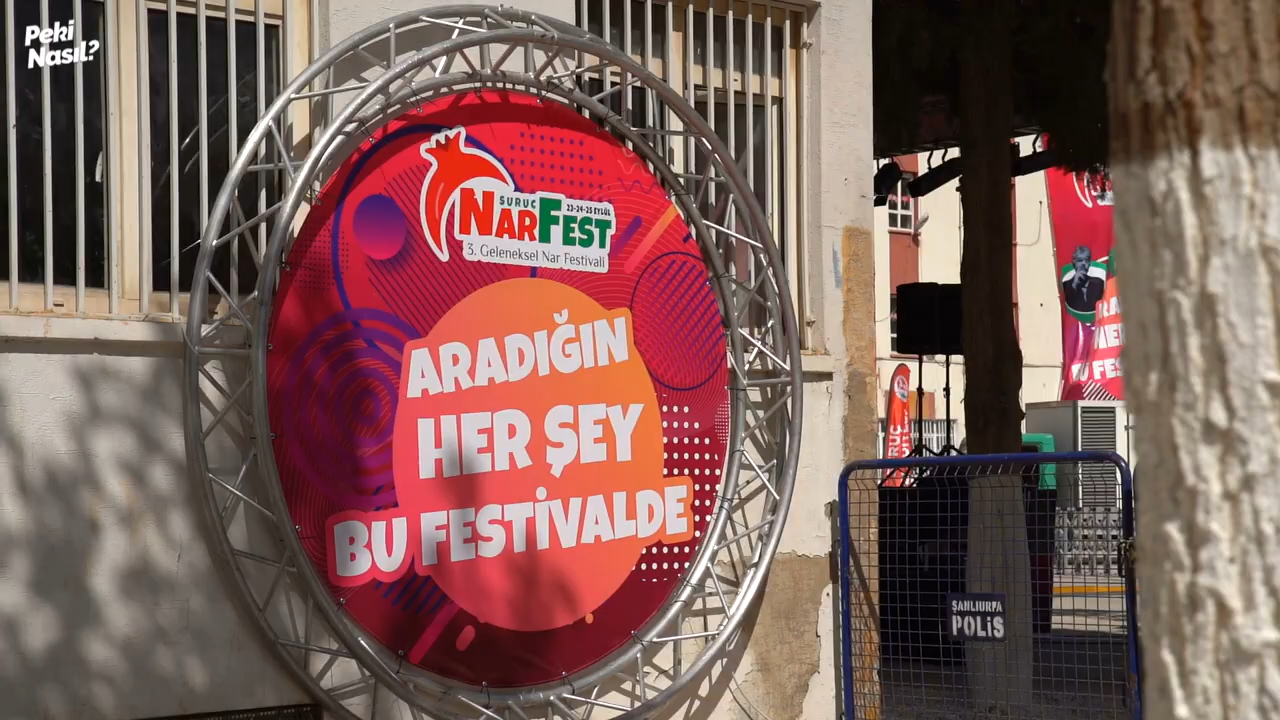 Peki
Nasıl?
SURUÇ
23-24-25 EYLÜL
NARFEST
3. Geleneksel Nar Festivali
ARADIĞIN
HER ŞEY
BU FESTİVALDE
ŞANLIURFA
POLİS